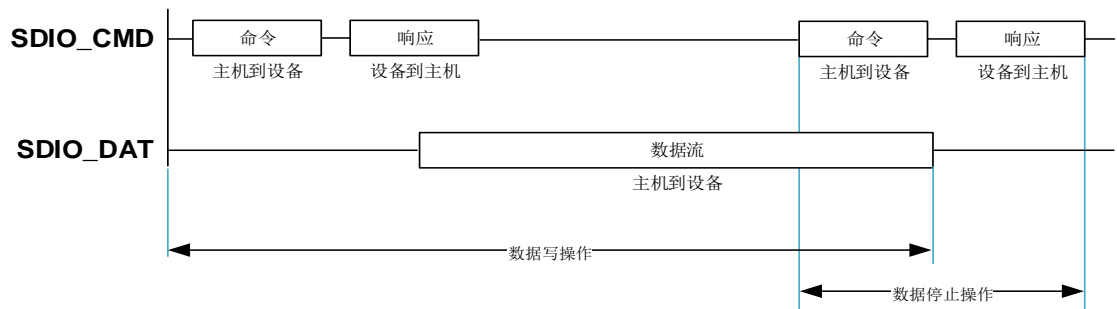 SDIO_CMD
命令
响应
命令
响应
主机到设备
设备到主机
主机到设备
设备到主机
SDIO_DAT
数据流
主机到设备
数据写操作
数据停止操作